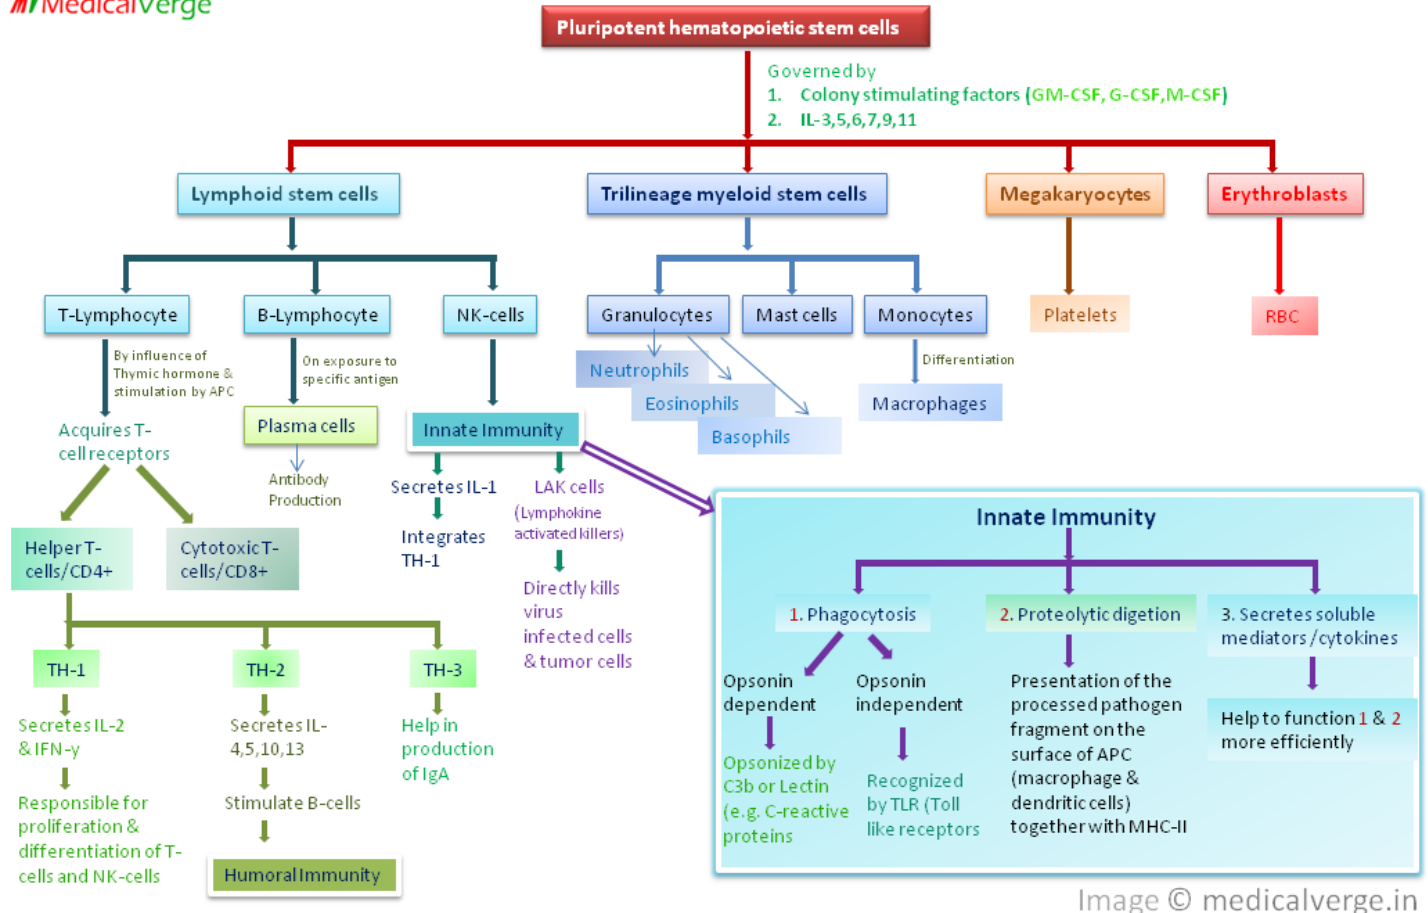 MedicalVerge
Pluripotent hematopoietic stem cells
Governed by
1. Colony stimulating factors (GM-CSF, G-CSF,M-CSF)
2. IL-3,5,6,7,9,11
Lymphoid stem cells
Trilineage myeloid stem cells
Megakaryocytes
Erythroblasts
T-Lymphocyte
B-Lymphocyte
NK-cells
Granulocytes
Mast cells
Monocytes
Platelets
RBC
By influence of
Thymic hormone &
stimulation by APC
On exposure to
specific antigen
Differentiation
Neutrophils
Eosinophils
Basophils
Macrophages
Acquires T-
cell receptors
Plasma cells
Antibody
Production
Innate Immunity
Secretes IL-1
Integrates
TH-1
LAK cells
(Lymphokine
activated killers)
Directly kills
virus
infected cells
& tumor cells
Helper T-
cells/CD4+
Cytotoxic T-
cells/CD8+
TH-1
TH-2
TH-3
Secretes IL-2
& IFN-γ
Secretes IL-
4,5,10,13
Help in
production
of IgA
Responsible for
proliferation &
differentiation of T-
cells and NK-cells
Stimulate B-cells
Humoral Immunity
Innate Immunity
1. Phagocytosis
2. Proteolytic digetion
3. Secretes soluble
mediators /cytokines
Opsonin
dependent
Opsonin
independent
Opsonized by
C3b or Lectin
(e.g. C-reactive
proteins
Recognized
by TLR (Toll
like receptors
Presentation of the
processed pathogen
fragment on the
surface of APC
(macrophage &
dendritic cells)
together with MHC-II
Help to function 1 & 2
more efficiently
Image © medicalverge.in